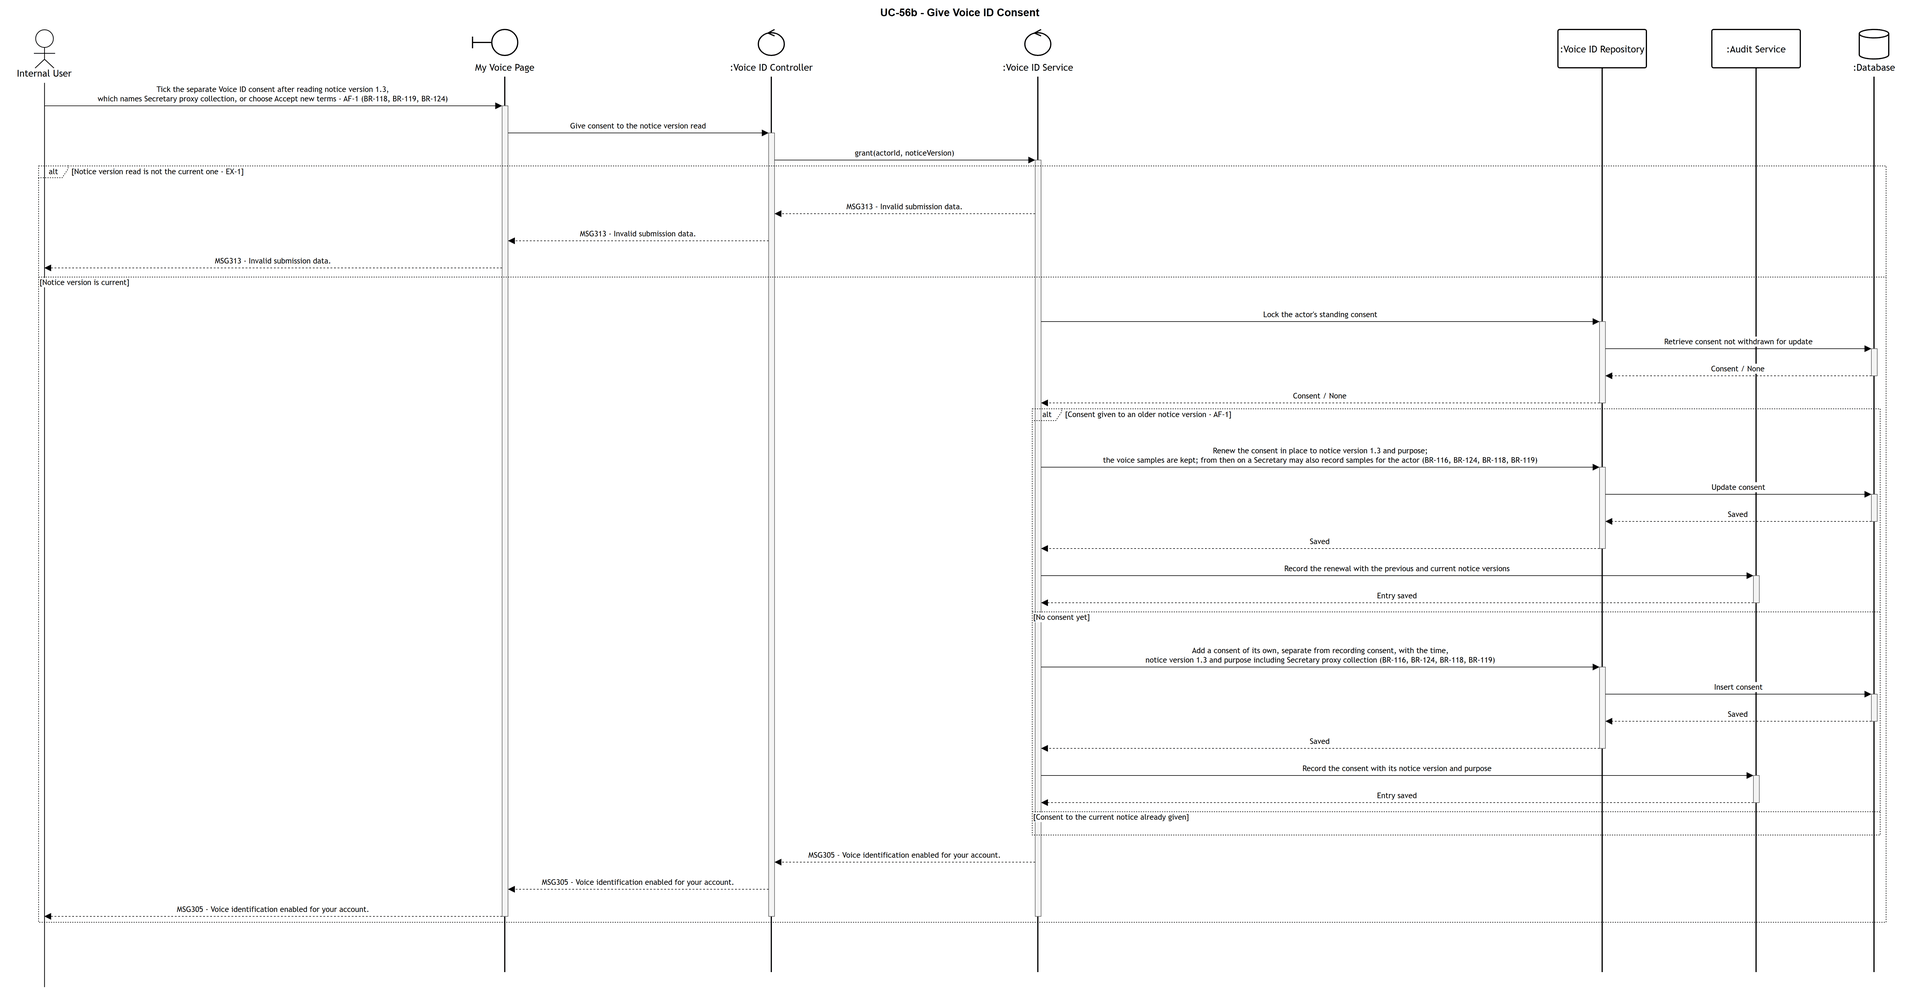 UC-56b - Give Voice ID Consent
Internal User
My Voice Page
:Voice ID Controller
:Voice ID Service
:Voice ID Repository
:Audit Service
:Database
Tick the separate Voice ID consent after reading notice version 1.3,
which names Secretary proxy collection, or choose Accept new terms - AF-1 (BR-118, BR-119, BR-124)
Give consent to the notice version read
grant(actorId, noticeVersion)
alt [Notice version read is not the current one - EX-1]
MSG313 - Invalid submission data.
MSG313 - Invalid submission data.
MSG313 - Invalid submission data.
[Notice version is current]
Lock the actor's standing consent
Retrieve consent not withdrawn for update
Consent / None
Consent / None
alt [Consent given to an older notice version - AF-1]
Renew the consent in place to notice version 1.3 and purpose;
the voice samples are kept; from then on a Secretary may also record samples for the actor (BR-116, BR-124, BR-118, BR-119)
Update consent
Saved
Saved
Record the renewal with the previous and current notice versions
Entry saved
[No consent yet]
Add a consent of its own, separate from recording consent, with the time,
notice version 1.3 and purpose including Secretary proxy collection (BR-116, BR-124, BR-118, BR-119)
Insert consent
Saved
Saved
Record the consent with its notice version and purpose
Entry saved
[Consent to the current notice already given]
MSG305 - Voice identification enabled for your account.
MSG305 - Voice identification enabled for your account.
MSG305 - Voice identification enabled for your account.